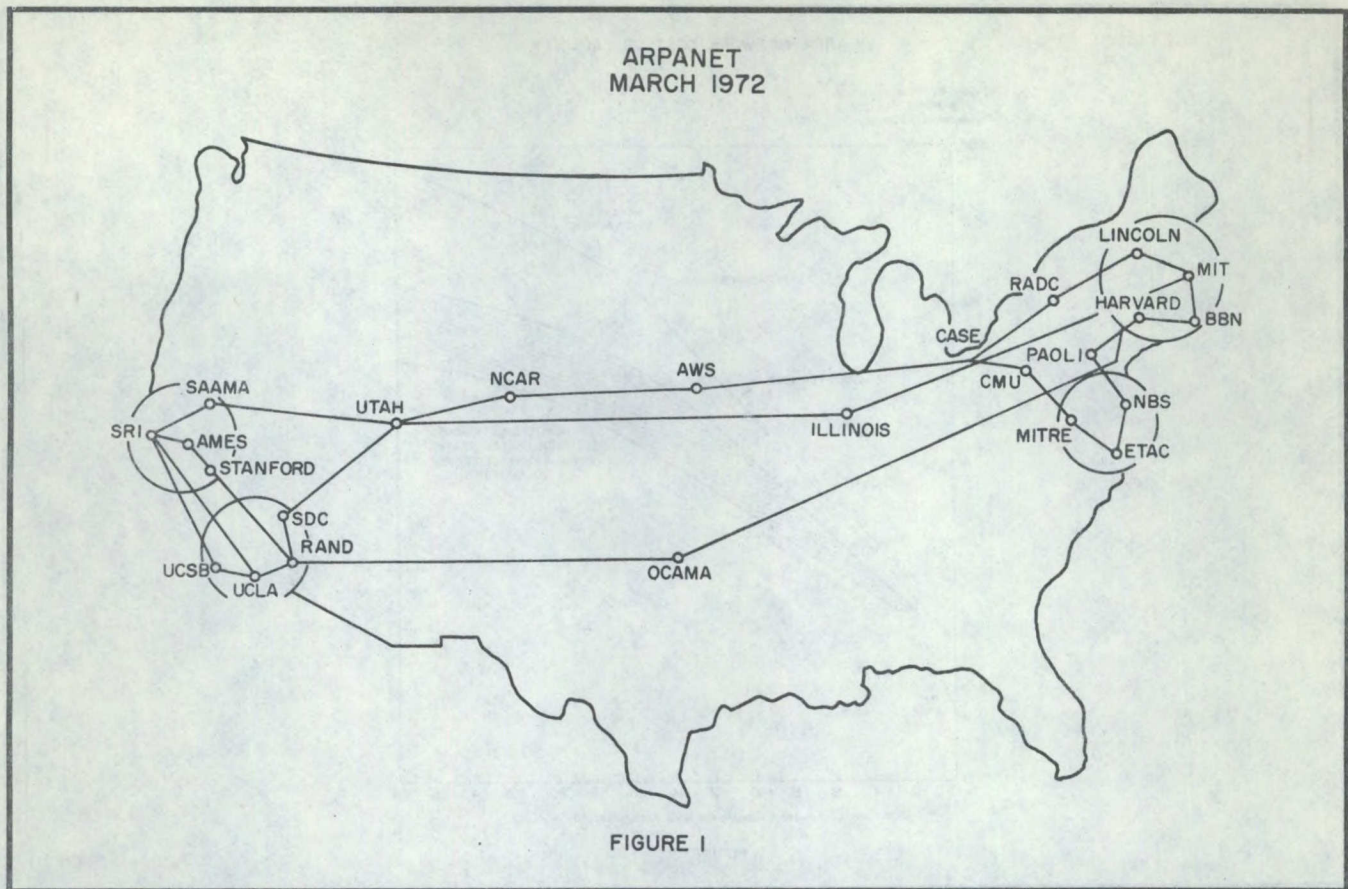 ARPANET
MARCH 1972
LINCOLN
MIT
RADC
HARVARD
BBN
CASE
PAOLI
CMU
AWS
NCAR
SAAMA
UTAH
NBS
ILLINOIS
MITRE
SRI
AMES
ETAC
STANFORD
SDC
RAND
UCSB
UCLA
OCAMA
FIGURE 1